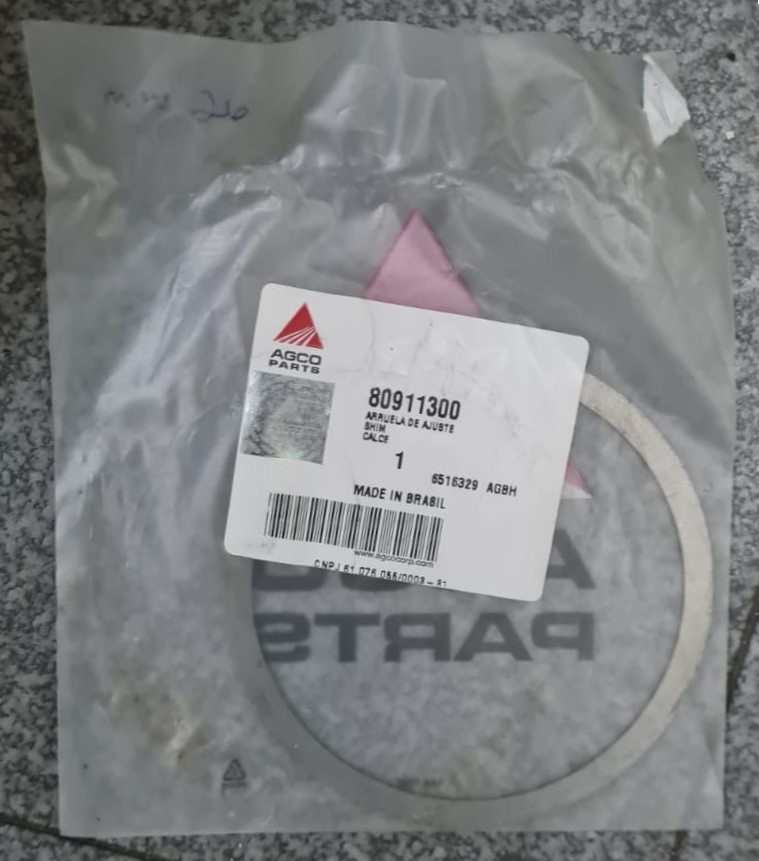 AGCO
PARTS
80911300
ARRUELA DE AJUSTE
SHIM
CALCE
1
6516329 AGBH
MADE IN BRASIL
www.agcocorp.com
PARTS